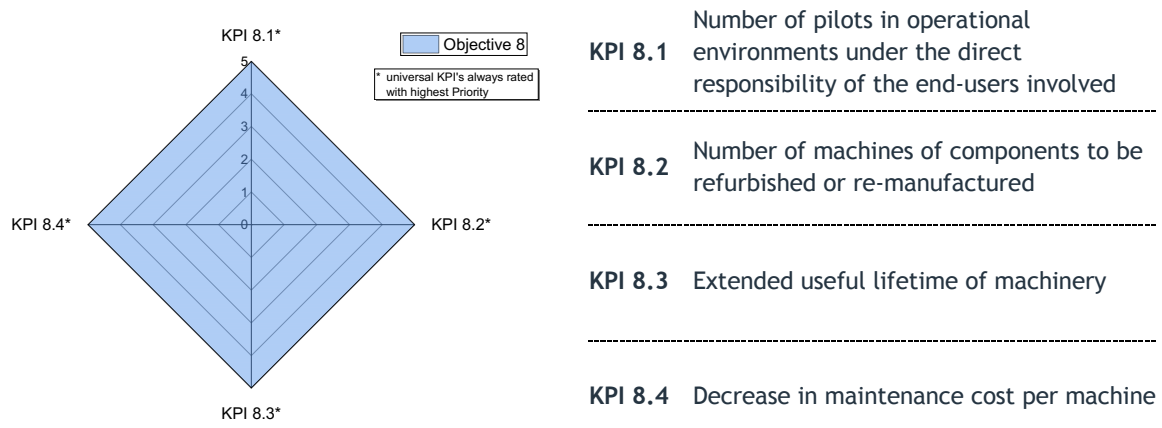 KPI 8.1*
Objective 8
* universal KPI's always rated
with highest Priority
5
4
3
2
1
0
KPI 8.4*
KPI 8.2*
KPI 8.3*
KPI 8.1
Number of pilots in operational
environments under the direct
responsibility of the end-users involved
KPI 8.2
Number of machines of components to be
refurbished or re-manufactured
KPI 8.3 Extended useful lifetime of machinery
KPI 8.4 Decrease in maintenance cost per machine